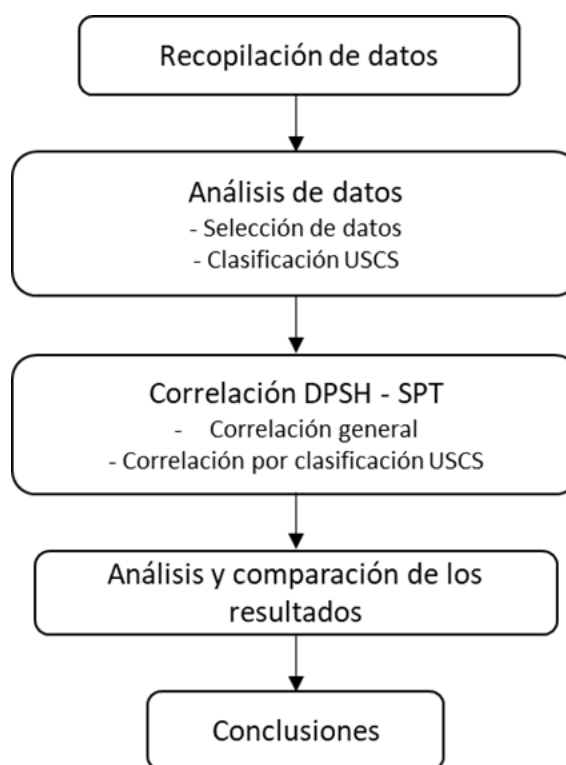 Recopilación de datos
Análisis de datos
- Selección de datos
- Clasificación USCS
Correlación DPSH - SPT
- Correlación general
- Correlación por clasificación USCS
Análisis y comparación de los
resultados
Conclusiones